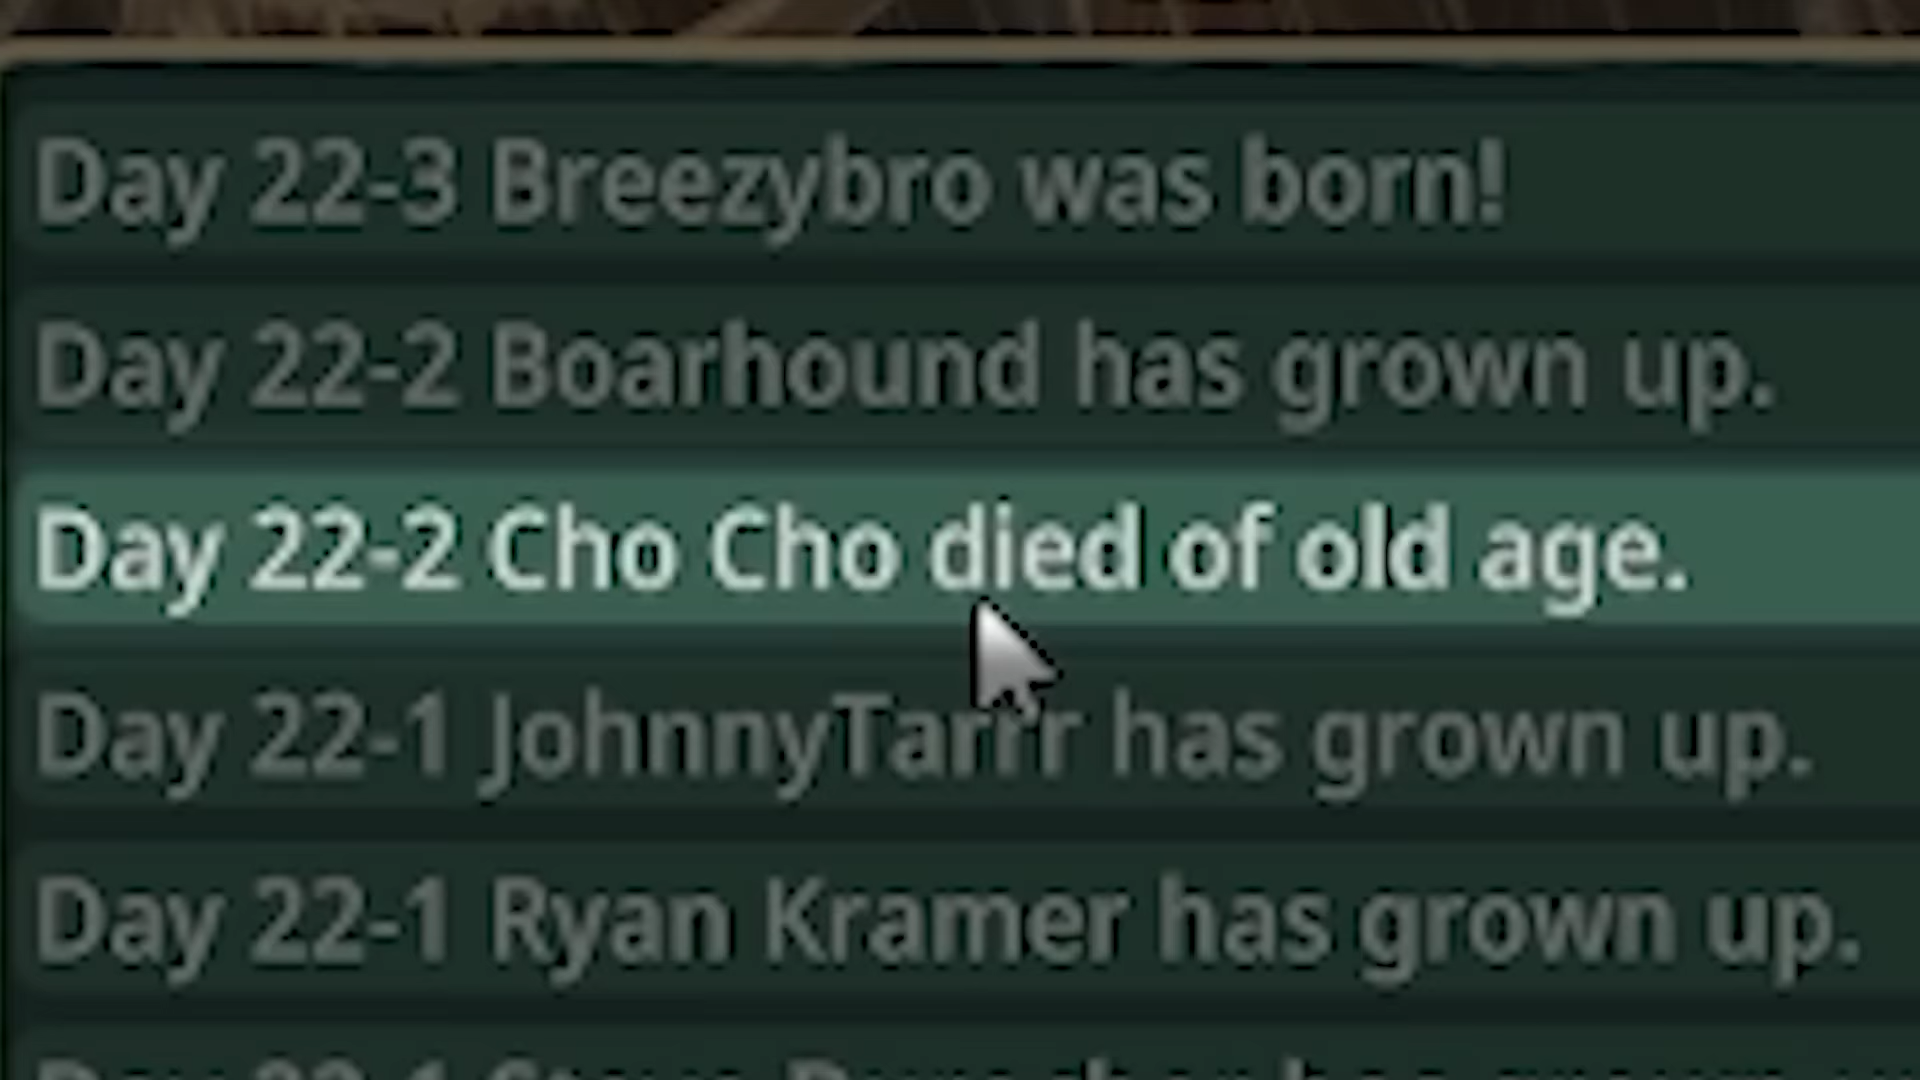 Day 22-3 Breezybro was born!
Day 22-2 Boarhound has grown up.
Day 22-2 Cho Cho died of old age.
Day 22-1 JohnnyTarrr has grown up.
Day 22-1 Ryan Kramer has grown up.